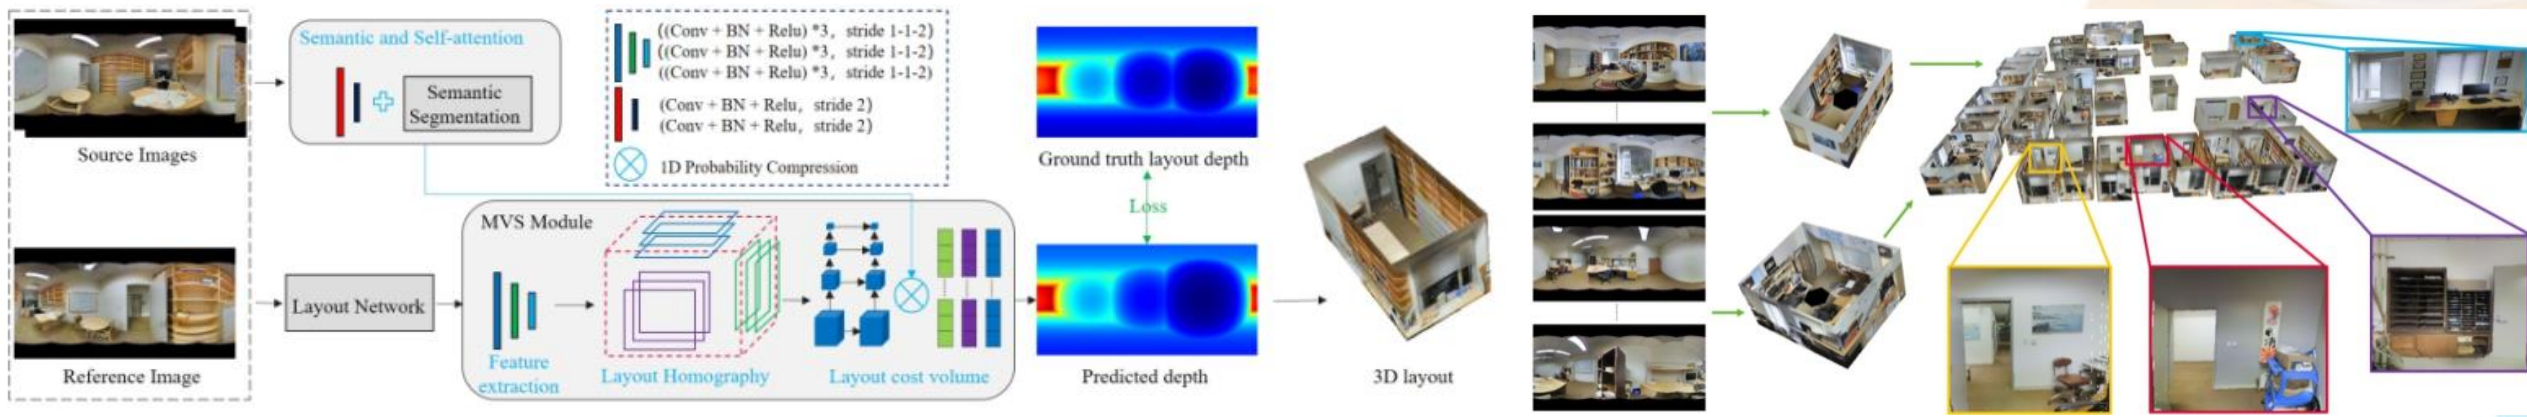 Semantic and Self-attention
Semantic
Segmentation
Source Images
((Conv + BN + Relu) *3, stride 1-1-2)
((Conv + BN + Relu) *3, stride 1-1-2)
((Conv + BN + Relu) *3, stride 1-1-2)
(Conv + BN + Relu, stride 2)
(Conv + BN + Relu, stride 2)
1D Probability Compression
Ground truth layout depth
Loss
MVS Module
Layout Network
Feature
extraction
Layout Homography
Layout cost volume
Reference Image
Predicted depth
3D layout